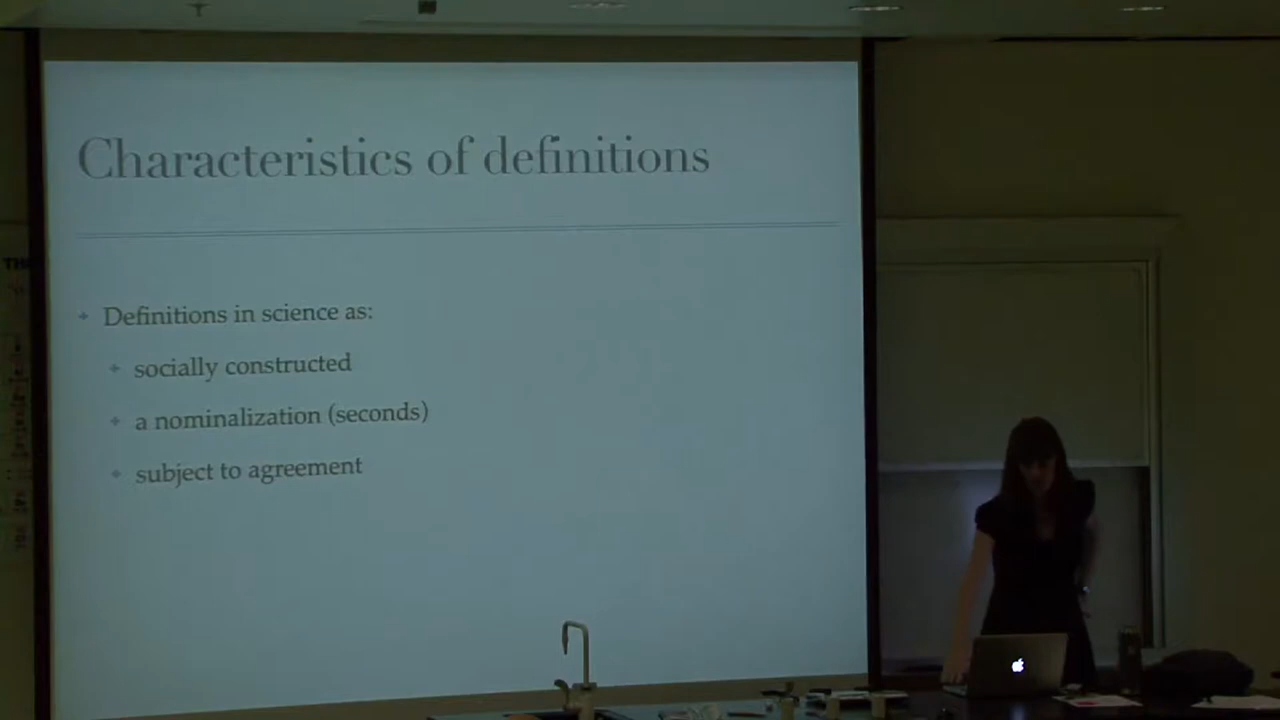 Characteristics of definitions
Definitions in science as:
socially constructed
a nominalization (seconds)
subject to agreement